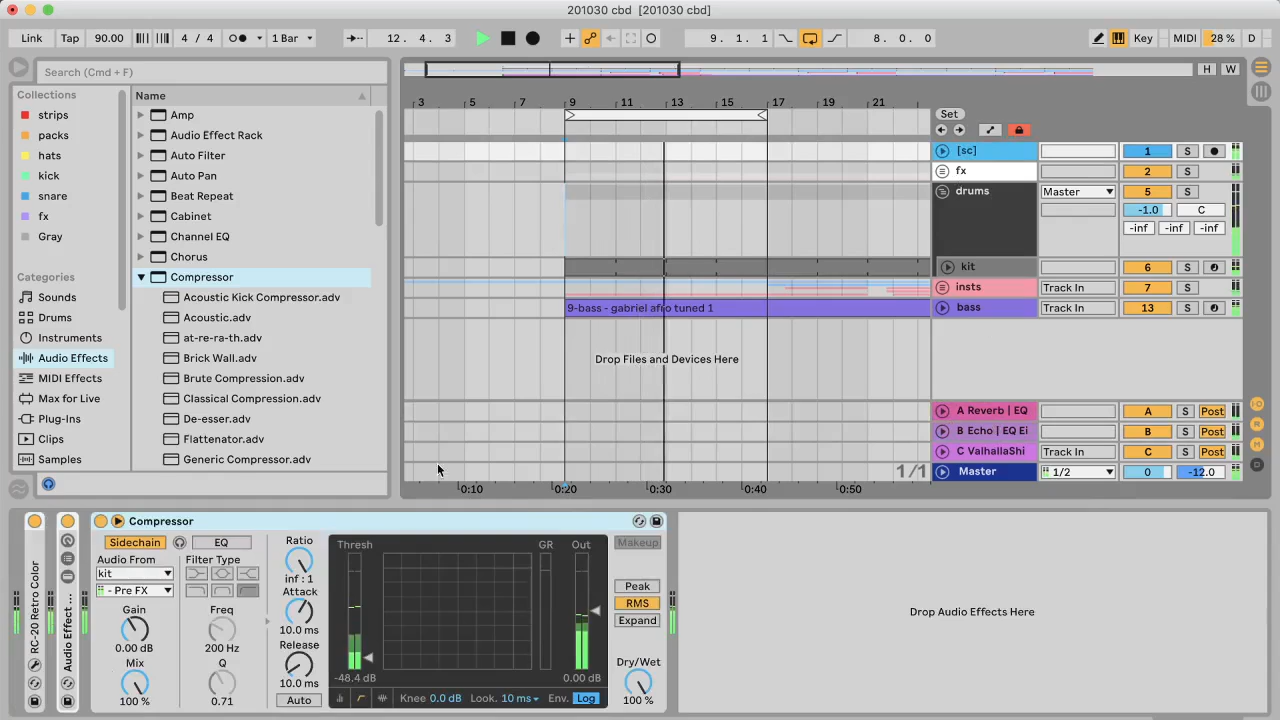 201030 cbd [201030 cbd]
Link Tap 90.00 4 / 4 1 Bar 12. 4. 3 9. 1. 1 8. 0. 0 Key MIDI 28 % D
Search (Cmd + F)
H W
Collections
strips
packs
hats
kick
snare
fx
Gray
Categories
Sounds
Drums
Instruments
Audio Effects
MIDI Effects
Max for Live
Plug-Ins
Clips
Samples
Name
Amp
Audio Effect Rack
Auto Filter
Auto Pan
Beat Repeat
Cabinet
Channel EQ
Chorus
Compressor
Acoustic Kick Compressor.adv
Acoustic.adv
at-re-ra-th.adv
Brick Wall.adv
Brute Compression.adv
Classical Compression.adv
De-esser.adv
Flattenator.adv
Generic Compressor.adv
3 5 7 9 11 13 15 17 19 21
Set
[sc] 1 S
fx 2 S
drums Master 5 S
-1.0 C
-inf -inf -inf
kit 6 S
insts 7 S
Track In
9-bass - gabriel afro tuned 1
bass Track In 13 S
Drop Files and Devices Here
A Reverb | EQ A S Post
B Echo | EQ Ei B S Post
C ValhallaShi Track In C S Post
1/1
Master 1/2 0 -12.0
0:10 0:20 0:30 0:40 0:50
RC-20 Retro Color
Audio Effect...
Compressor
Sidechain EQ
Audio From
kit
- Pre FX
Filter Type
Gain
0.00 dB
Mix
100 %
Freq
200 Hz
Q
0.71
Ratio
inf : 1
Attack
10.0 ms
Release
10.0 ms
Auto
Thresh GR Out
-48.4 dB 0.00 dB
Knee 0.0 dB Look. 10 ms Env. Log
Makeup
Peak
RMS
Expand
Dry/Wet
100 %
Drop Audio Effects Here